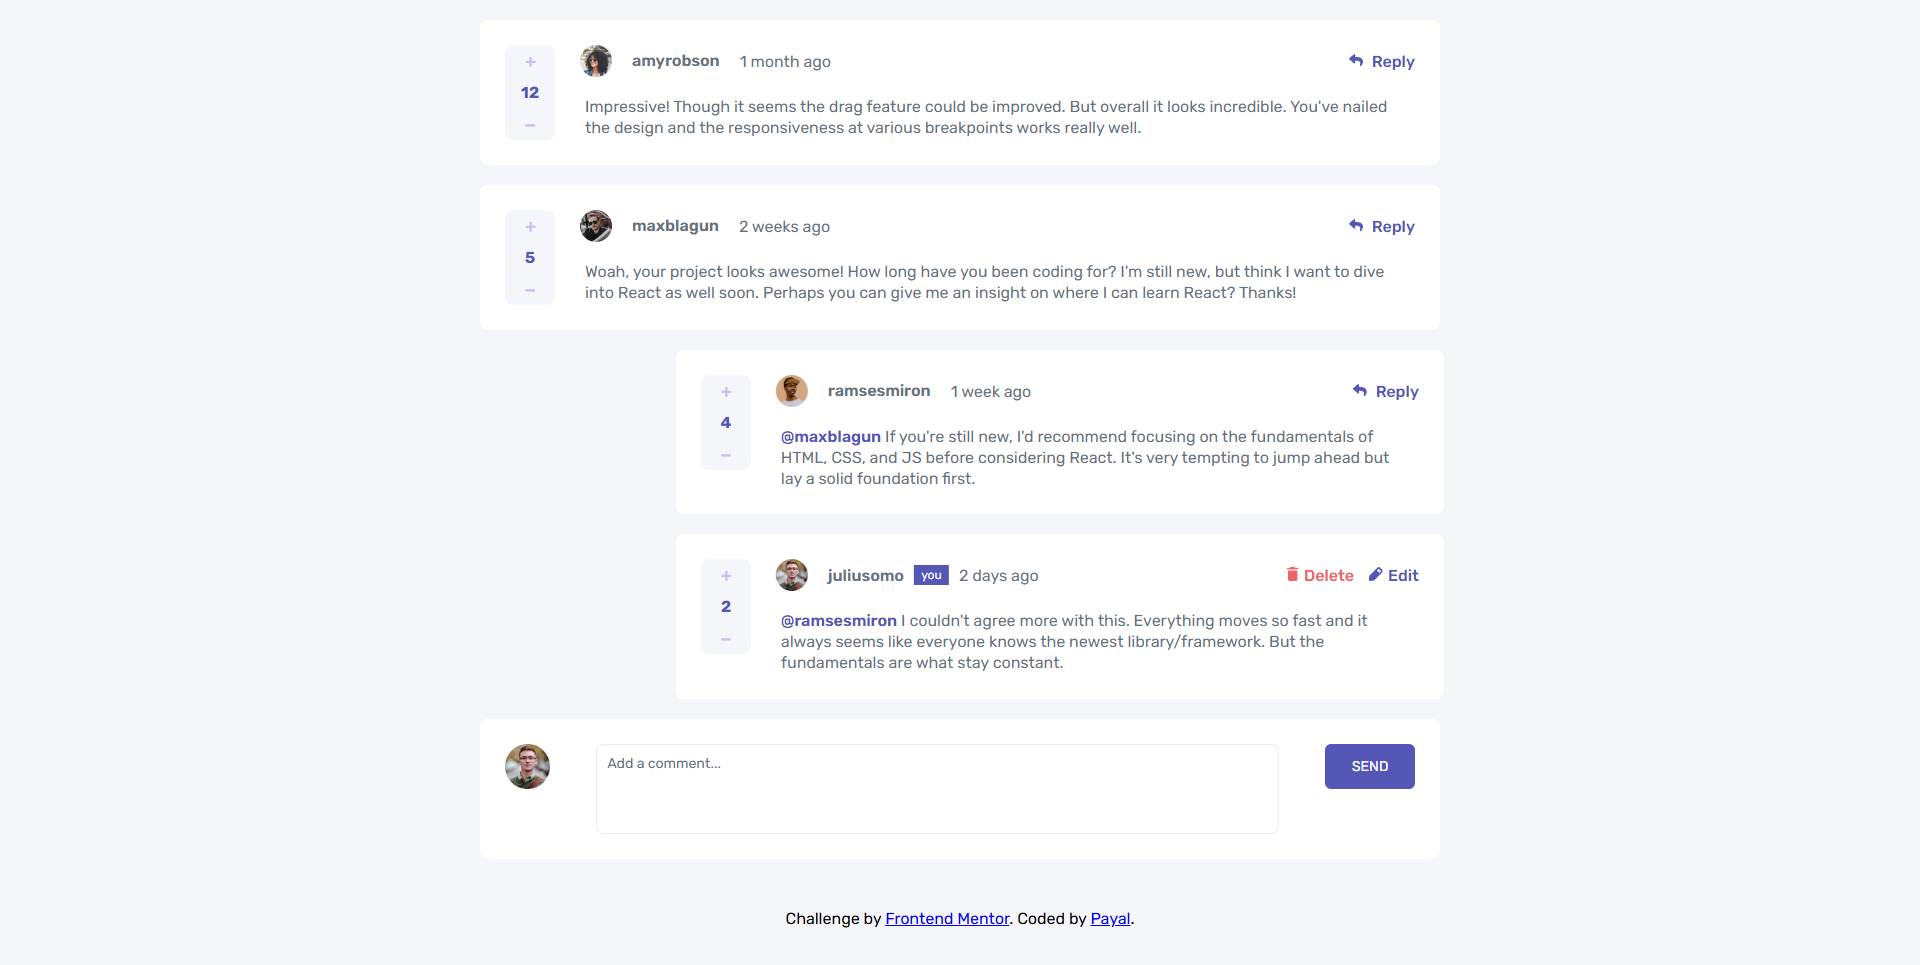 +
12
−
amyrobson 1 month ago Reply
Impressive! Though it seems the drag feature could be improved. But overall it looks incredible. You've nailed
the design and the responsiveness at various breakpoints works really well.
+
5
−
maxblagun 2 weeks ago Reply
Woah, your project looks awesome! How long have you been coding for? I'm still new, but think I want to dive
into React as well soon. Perhaps you can give me an insight on where I can learn React? Thanks!
+
4
−
ramsesmiron 1 week ago Reply
@maxblagun If you're still new, I'd recommend focusing on the fundamentals of
HTML, CSS, and JS before considering React. It's very tempting to jump ahead but
lay a solid foundation first.
+
2
−
juliusomo you 2 days ago Delete Edit
@ramsesmiron I couldn't agree more with this. Everything moves so fast and it
always seems like everyone knows the newest library/framework. But the
fundamentals are what stay constant.
Add a comment...
SEND
Challenge by Frontend Mentor. Coded by Payal.